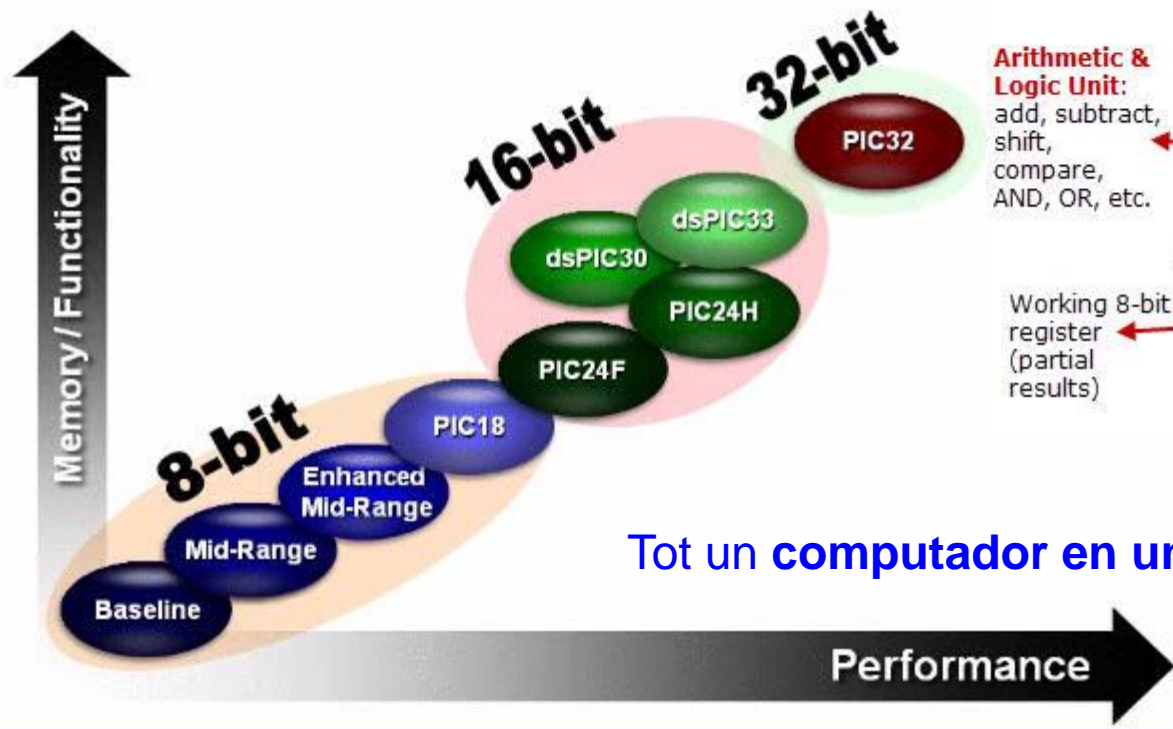 32-bit
Arithmetic &
Logic Unit:
add, subtract,
shift,
compare,
AND, OR, etc.
PIC32
16-bit
dsPIC33
dsPIC30
PIC24H
Working 8-bit
register
(partial
results)
PIC24F
Memory / Functionality
PIC18
8-bit
Enhanced
Mid-Range
Mid-Range
Tot un computador en un
Baseline
Performance